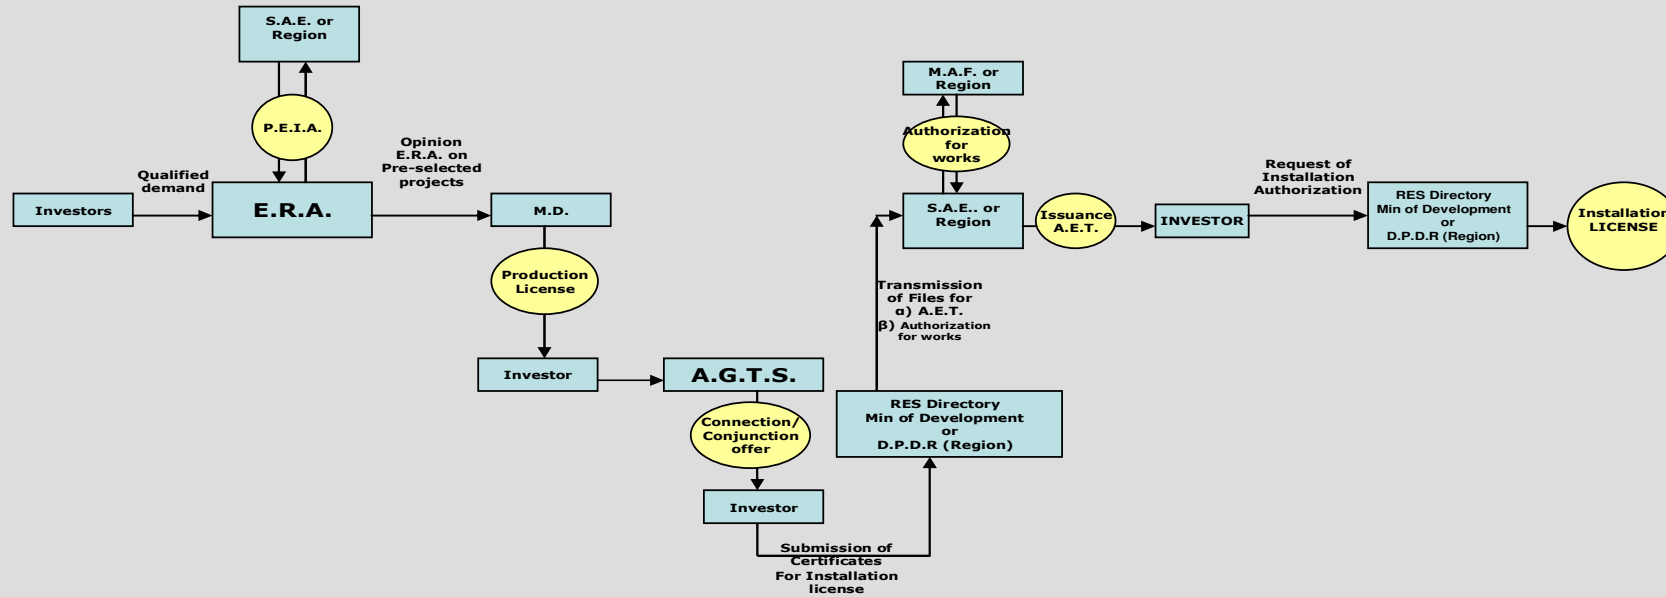 S.A.E. or
Region
P.E.I.A.
Qualified
demand
Investors
E.R.A.
Opinion
E.R.A. on
Pre-selected
projects
M.D.
Production
License
Investor
A.G.T.S.
Connection/
Conjunction
offer
Investor
Submission of
Certificates
For Installation
license
RES Directory
Min of Development
or
D.P.D.R (Region)
Transmission
of Files for
α) A.E.T.
β) Authorization
for works
M.A.F. or
Region
Authorization
for
works
S.A.E.. or
Region
Issuance
A.E.T.
INVESTOR
Request of
Installation
Authorization
RES Directory
Min of Development
or
D.P.D.R (Region)
Installation
LICENSE